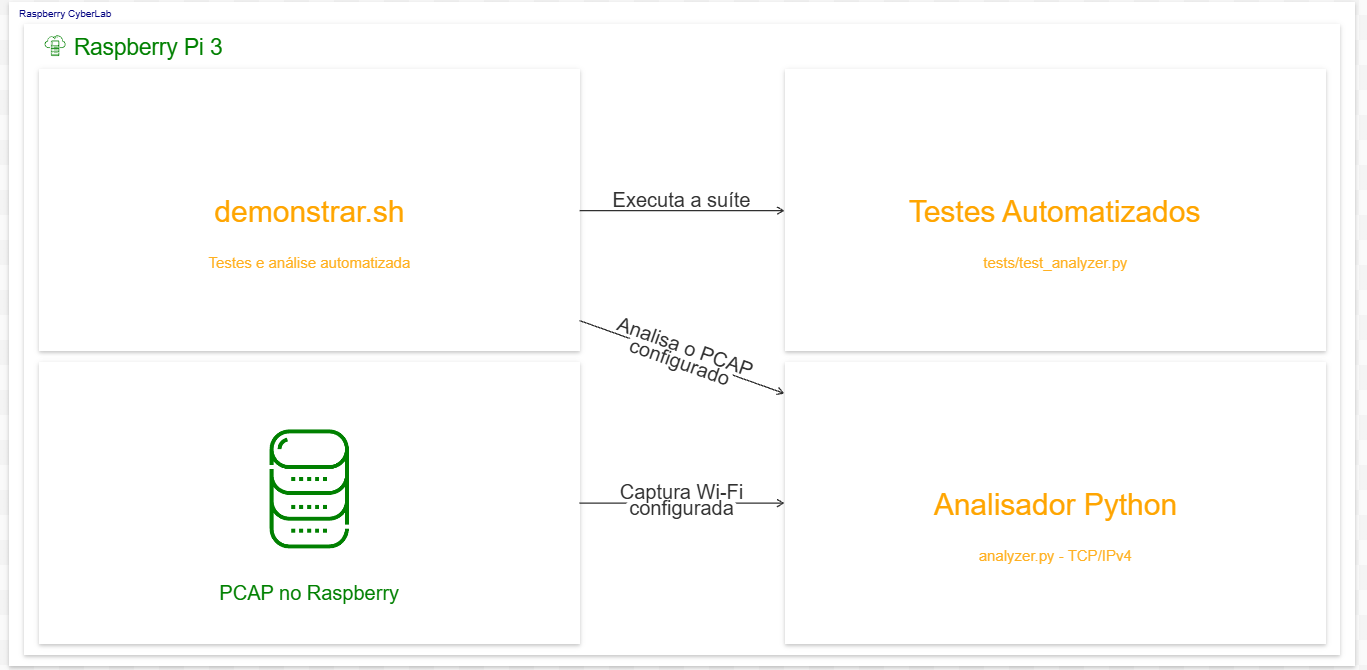 Raspberry CyberLab
Raspberry Pi 3
demonstrar.sh
Testes e análise automatizada
Executa a suíte
Testes Automatizados
tests/test_analyzer.py
Analisa o PCAP
configurado
PCAP no Raspberry
Captura Wi-Fi
configurada
Analisador Python
analyzer.py - TCP/IPv4